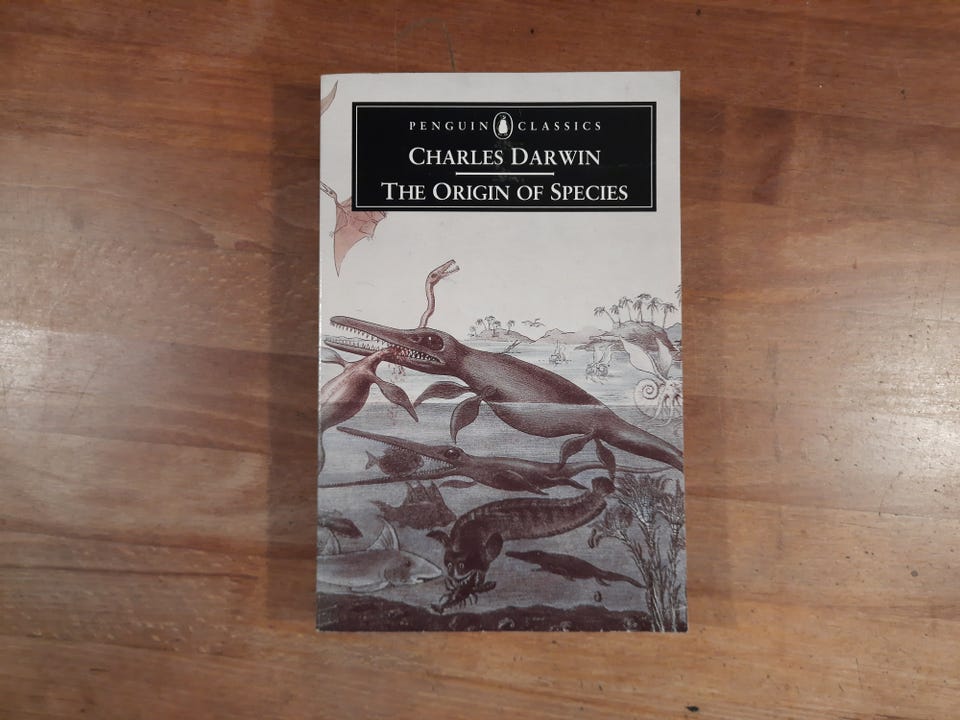 PENGUIN CLASSICS
CHARLES DARWIN
THE ORIGIN OF SPECIES